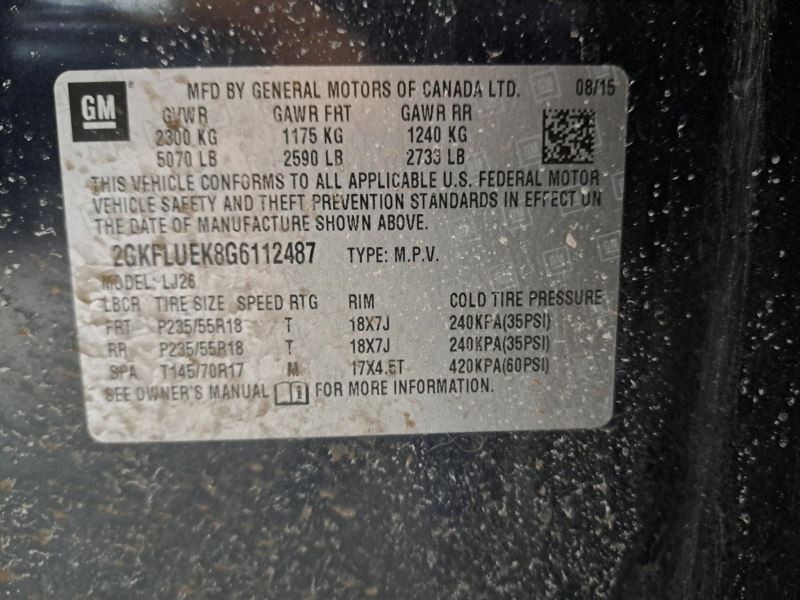 GM
MFD BY GENERAL MOTORS OF CANADA LTD. 08/15
GVWR GAWR FRT GAWR RR
2300 KG 1175 KG 1240 KG
5070 LB 2590 LB 2733 LB
THIS VEHICLE CONFORMS TO ALL APPLICABLE U.S. FEDERAL MOTOR
VEHICLE SAFETY AND THEFT PREVENTION STANDARDS IN EFFECT ON
THE DATE OF MANUFACTURE SHOWN ABOVE.
2GKFLUEK8G6112487 TYPE: M.P.V.
MODEL: LJ26
LBCR TIRE SIZE SPEED RTG RIM COLD TIRE PRESSURE
FRT P235/55R18 T 18X7J 240KPA(35PSI)
RR P235/55R18 T 18X7J 240KPA(35PSI)
SPA T145/70R17 M 17X4.5T 420KPA(60PSI)
SEE OWNER'S MANUAL i FOR MORE INFORMATION.